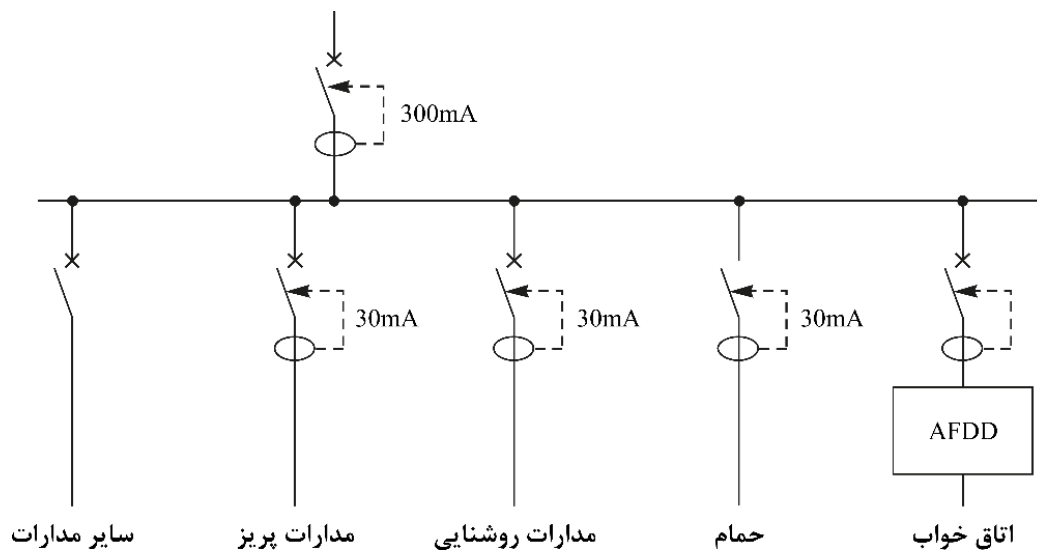 300mA
30mA
30mA
30mA
AFDD
سایر مدارات
مدارات پریز
مدارات روشنایی
حمام
اتاق خواب